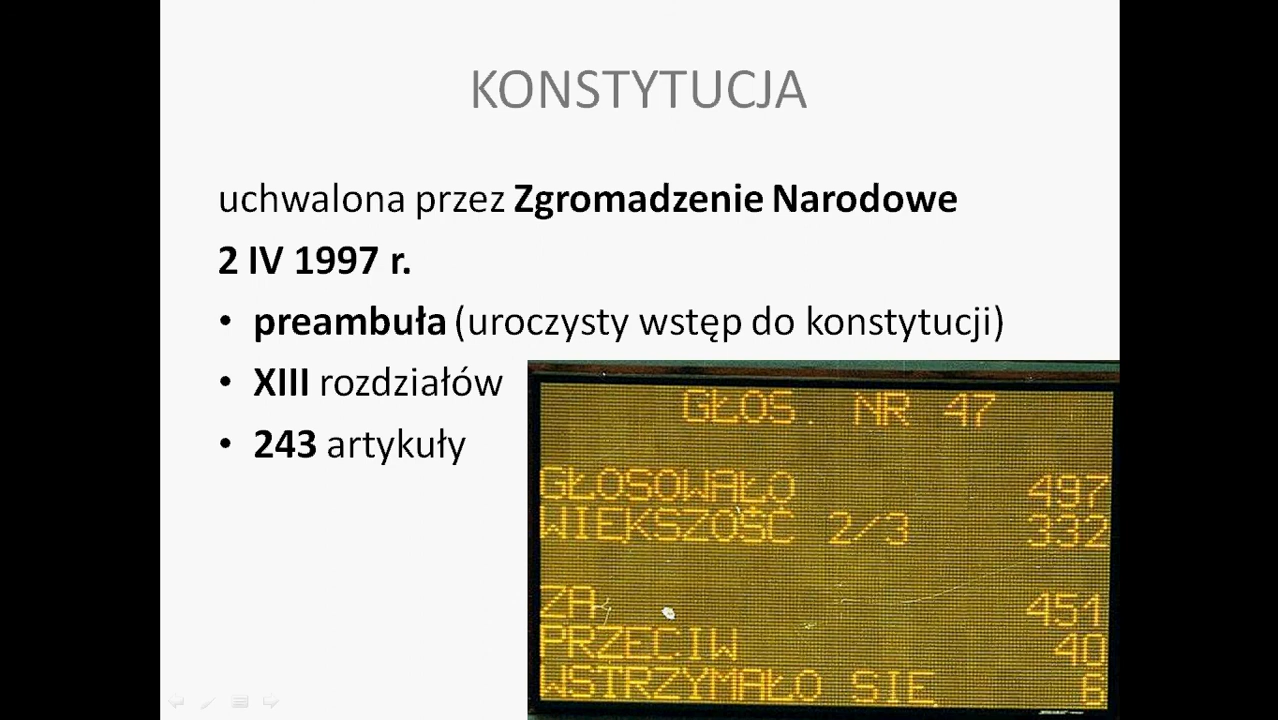 KONSTYTUCJA
uchwalona przez Zgromadzenie Narodowe
2 IV 1997 r.
• preambuła (uroczysty wstęp do konstytucji)
• XIII rozdziałów
• 243 artykuły
GŁOS. NR 47
GŁOSOWAŁO 497
WIĘKSZOŚĆ 2/3 332
ZA 451
PRZECIW 40
WSTRZYMAŁO SIĘ 6